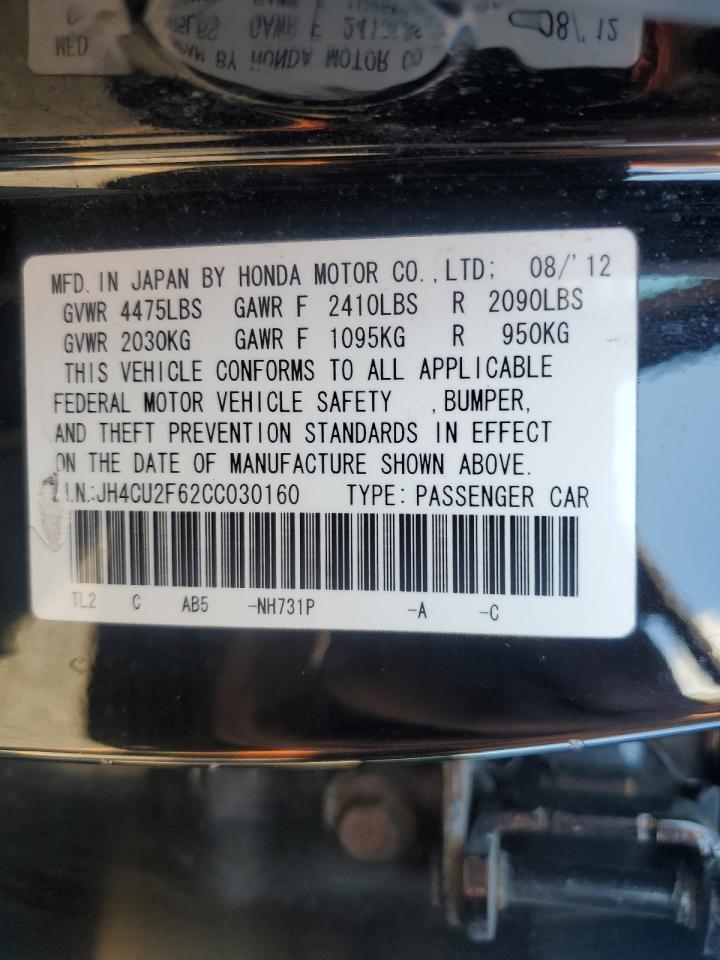 MFD. IN JAPAN BY HONDA MOTOR CO., LTD; 08/'12
GVWR 4475LBS GAWR F 2410LBS R 2090LBS
GVWR 2030KG GAWR F 1095KG R 950KG
THIS VEHICLE CONFORMS TO ALL APPLICABLE
FEDERAL MOTOR VEHICLE SAFETY , BUMPER,
AND THEFT PREVENTION STANDARDS IN EFFECT
ON THE DATE OF MANUFACTURE SHOWN ABOVE.
V.I.N.:JH4CU2F62CC030160 TYPE: PASSENGER CAR
TL2 C AB5 -NH731P -A -C